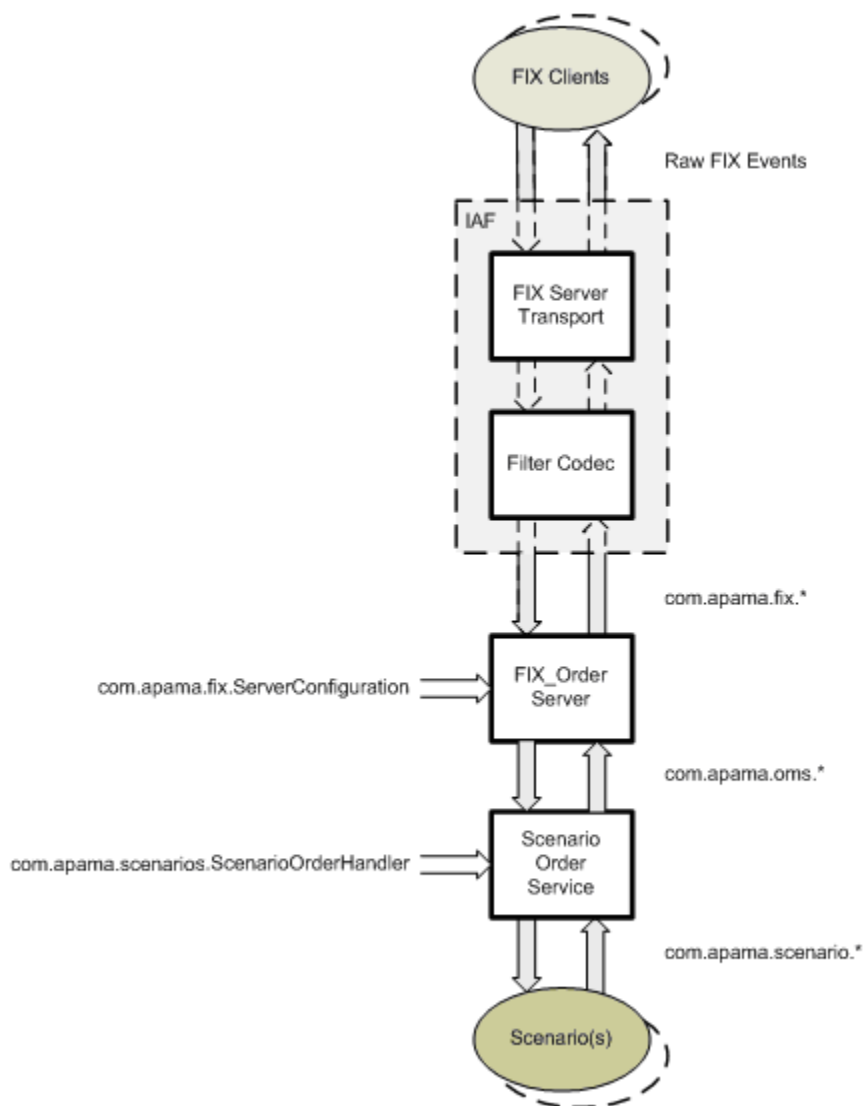 FIX Clients
Raw FIX Events
IAF
FIX Server
Transport
Filter Codec
com.apama.fix.*
com.apama.fix.ServerConfiguration
FIX_Order
Server
com.apama.oms.*
com.apama.scenarios.ScenarioOrderHandler
Scenario
Order
Service
com.apama.scenario.*
Scenario(s)